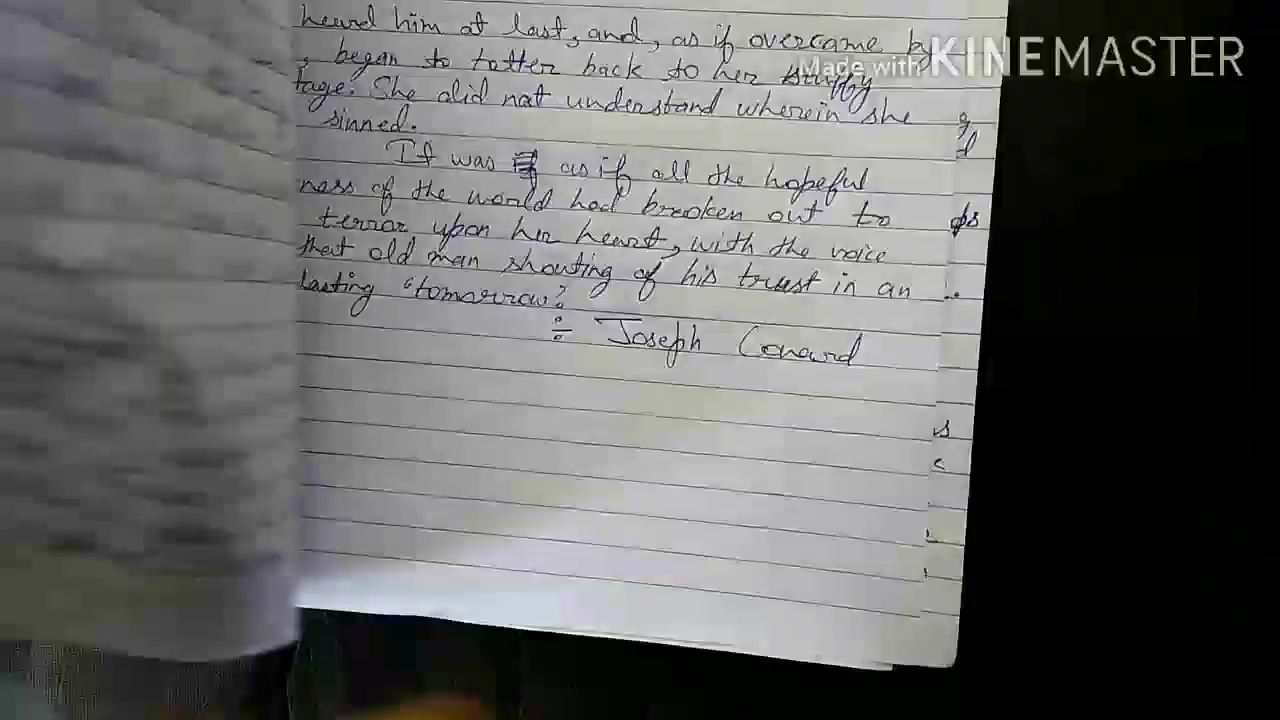 heard him at last, and, as if overcame by
, began to totter back to her stuffy
tage. She did not understand wherein she
sinned.
It was as if all the hopeful
ness of the world had broken out to
terror upon her heart, with the voice
that old man shouting of his trust in an
lasting "tomorrow?
÷ Joseph Conard
Made with KINEMASTER